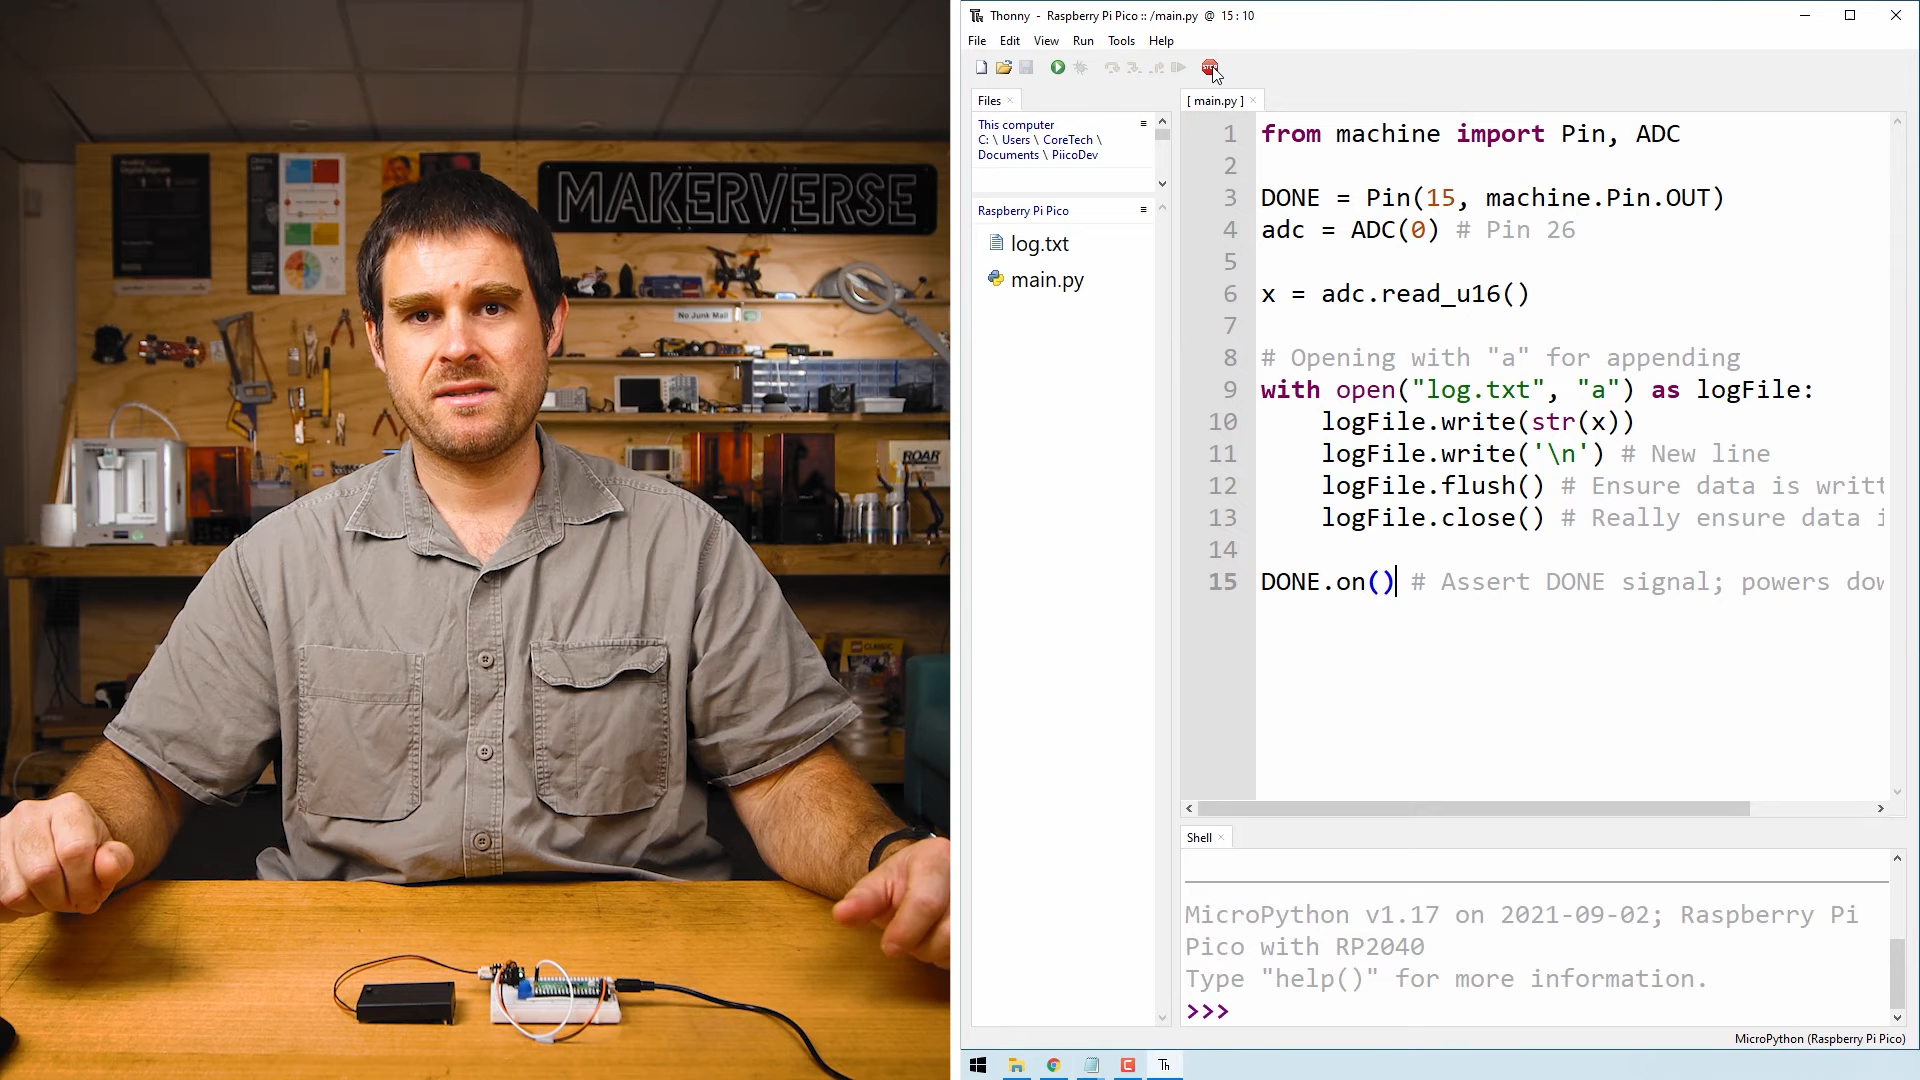 MAKERVERSE
No Junk Mail
ROAR
LEGO CLASSIC
Thonny - Raspberry Pi Pico :: /main.py @ 15 : 10
File Edit View Run Tools Help
Files
This computer
C: \ Users \ CoreTech \
Documents \ PiicoDev
Raspberry Pi Pico
log.txt
main.py
[ main.py ]
1 from machine import Pin, ADC
2
3 DONE = Pin(15, machine.Pin.OUT)
4 adc = ADC(0) # Pin 26
5
6 x = adc.read_u16()
7
8 # Opening with "a" for appending
9 with open("log.txt", "a") as logFile:
10 logFile.write(str(x))
11 logFile.write('\n') # New line
12 logFile.flush() # Ensure data is writt
13 logFile.close() # Really ensure data i
14
15 DONE.on() # Assert DONE signal; powers dow
Shell
MicroPython v1.17 on 2021-09-02; Raspberry Pi
Pico with RP2040
Type "help()" for more information.
>>>
MicroPython (Raspberry Pi Pico)
Th